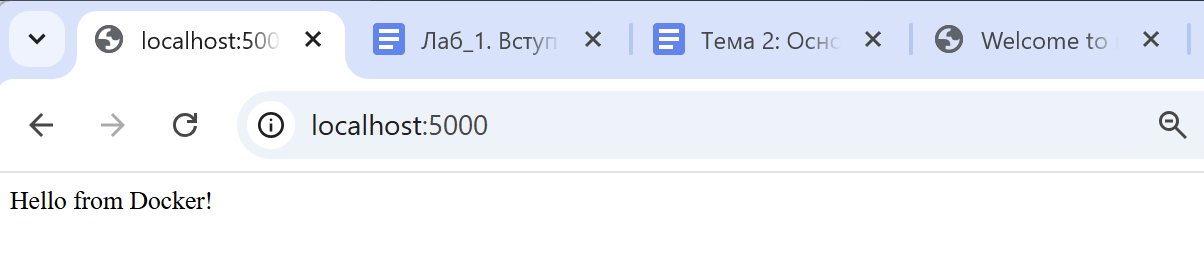 localhost:500
Лаб_1. Вступ
Тема 2: Осно
Welcome to
localhost:5000
Hello from Docker!